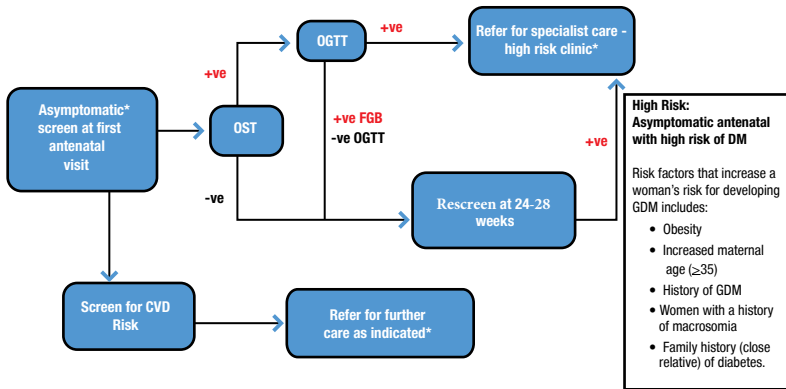 OGTT
+ve
Refer for specialist care -
high risk clinic*
+ve
Asymptomatic*
screen at first
antenatal
visit
OST
+ve FGB
-ve OGTT
+ve
-ve
Rescreen at 24-28
weeks
Screen for CVD
Risk
Refer for further
care as indicated*
High Risk:
Asymptomatic antenatal
with high risk of DM
Risk factors that increase a
woman's risk for developing
GDM includes:
• Obesity
• Increased maternal
age (≥35)
• History of GDM
• Women with a history
of macrosomia
• Family history (close
relative) of diabetes.